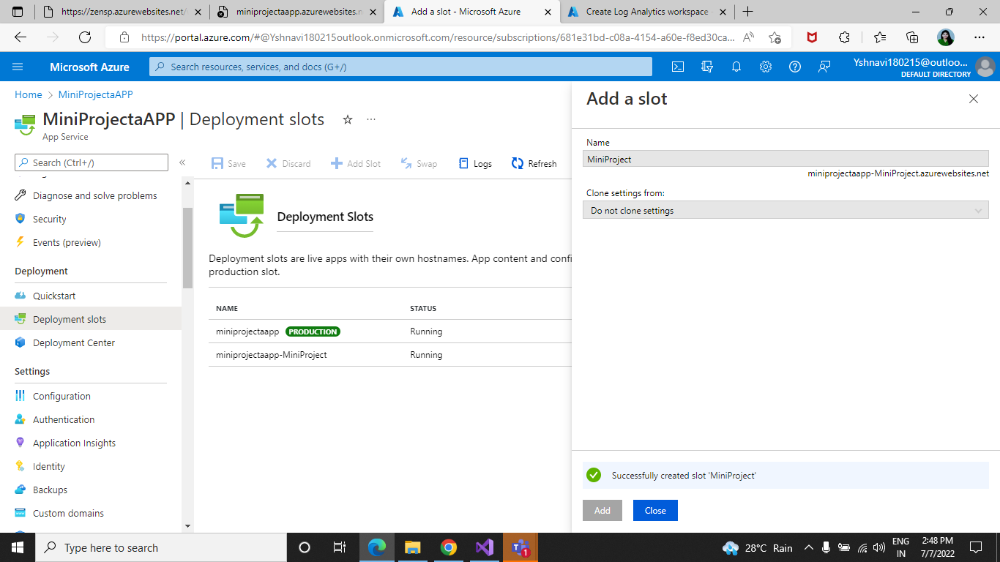 https://zensp.azurewebsites.net/
miniprojectaapp.azurewebsites.n
Add a slot - Microsoft Azure
Create Log Analytics workspace
https://portal.azure.com/#@Yshnavi180215outlook.onmicrosoft.com/resource/subscriptions/681e31bd-c08a-4154-a60e-f8ed30ca...
Microsoft Azure
Search resources, services, and docs (G+/)
Yshnavi180215@outloo...
DEFAULT DIRECTORY
Home > MiniProjectaAPP
MiniProjectaAPP | Deployment slots
App Service
Search (Ctrl+/)
Diagnose and solve problems
Security
Events (preview)
Deployment
Quickstart
Deployment slots
Deployment Center
Settings
Configuration
Authentication
Application Insights
Identity
Backups
Custom domains
Save Discard Add Slot Swap Logs Refresh
Deployment Slots
Deployment slots are live apps with their own hostnames. App content and confi
production slot.
NAME STATUS
miniprojectaapp PRODUCTION Running
miniprojectaapp-MiniProject Running
Add a slot
Name
MiniProject
miniprojectaapp-MiniProject.azurewebsites.net
Clone settings from:
Do not clone settings
Successfully created slot 'MiniProject'
Add Close
Type here to search
1
28°C Rain
ENG
IN
2:48 PM
7/7/2022